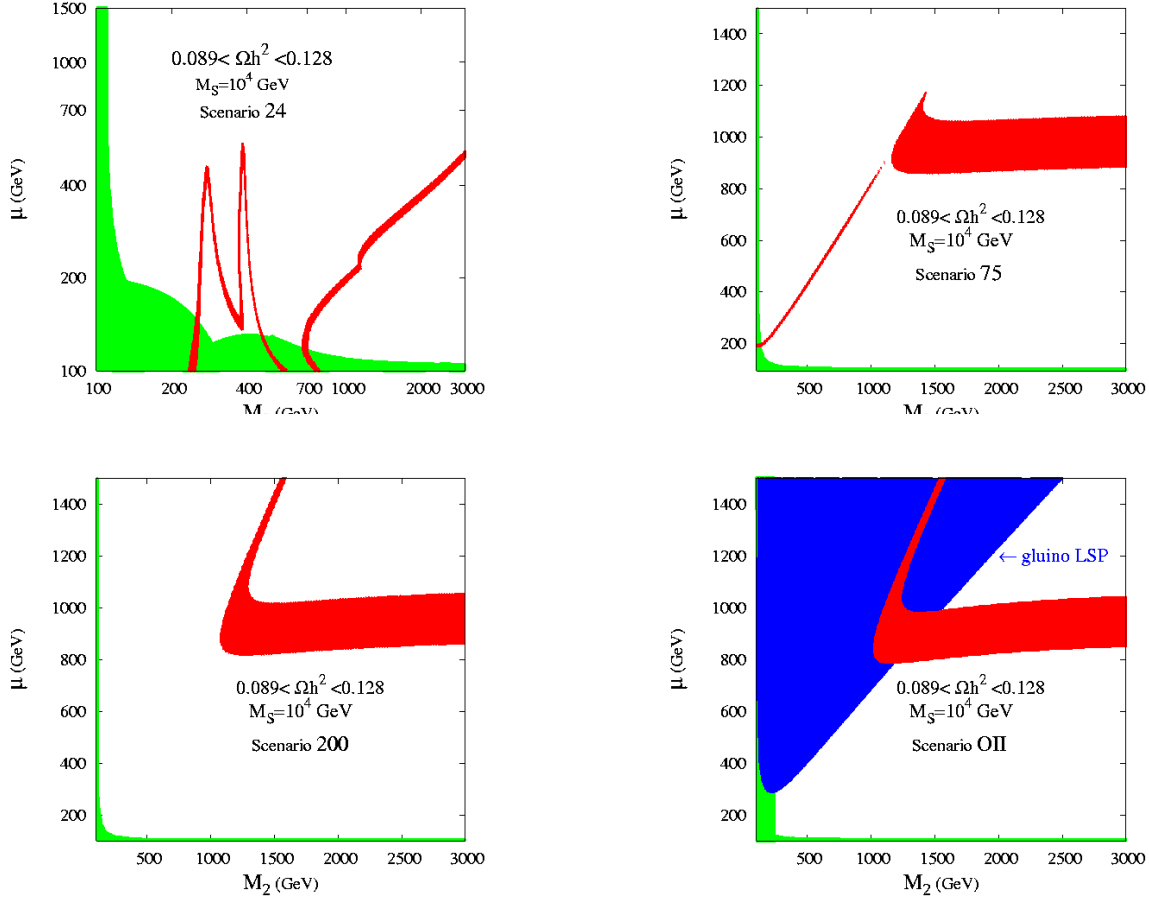 1500
1000
700
400
200
100
μ (GeV)
0.089< Ωh² <0.128
M_S=10⁴ GeV
Scenario 24
100 200 400 700 1000 2000 3000
(GeV)
1400
1200
1000
800
600
400
200
μ (GeV)
0.089< Ωh² <0.128
M_S=10⁴ GeV
Scenario 75
500 1000 1500 2000 2500 3000
(GeV)
1400
1200
1000
800
600
400
200
μ (GeV)
0.089< Ωh² <0.128
M_S=10⁴ GeV
Scenario 200
500 1000 1500 2000 2500 3000
M₂ (GeV)
1400
1200
1000
800
600
400
200
μ (GeV)
← gluino LSP
0.089< Ωh² <0.128
M_S=10⁴ GeV
Scenario OII
500 1000 1500 2000 2500 3000
M₂ (GeV)